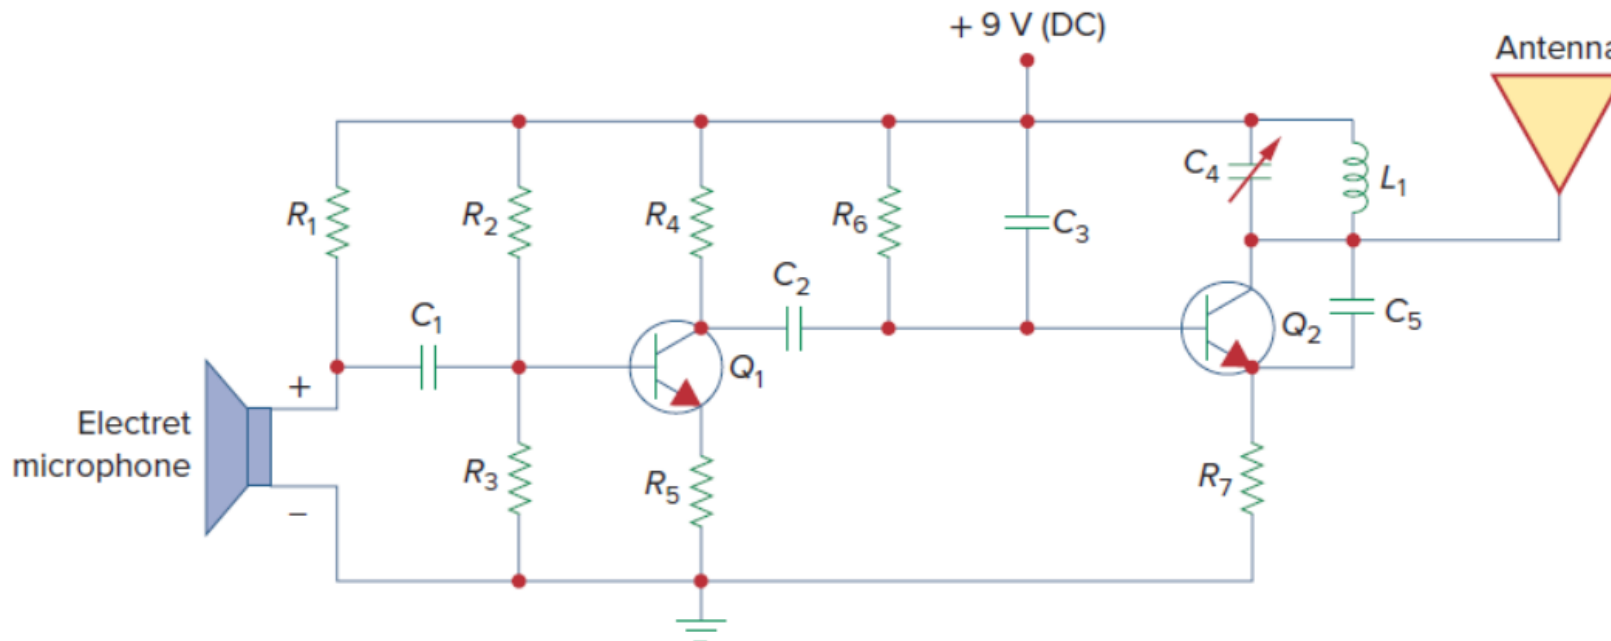 + 9 V (DC)
Antenna
R₁
R₂
R₄
R₆
C₃
C₄
L₁
C₁
C₂
Q₁
Q₂
C₅
+
Electret
microphone
−
R₃
R₅
R₇